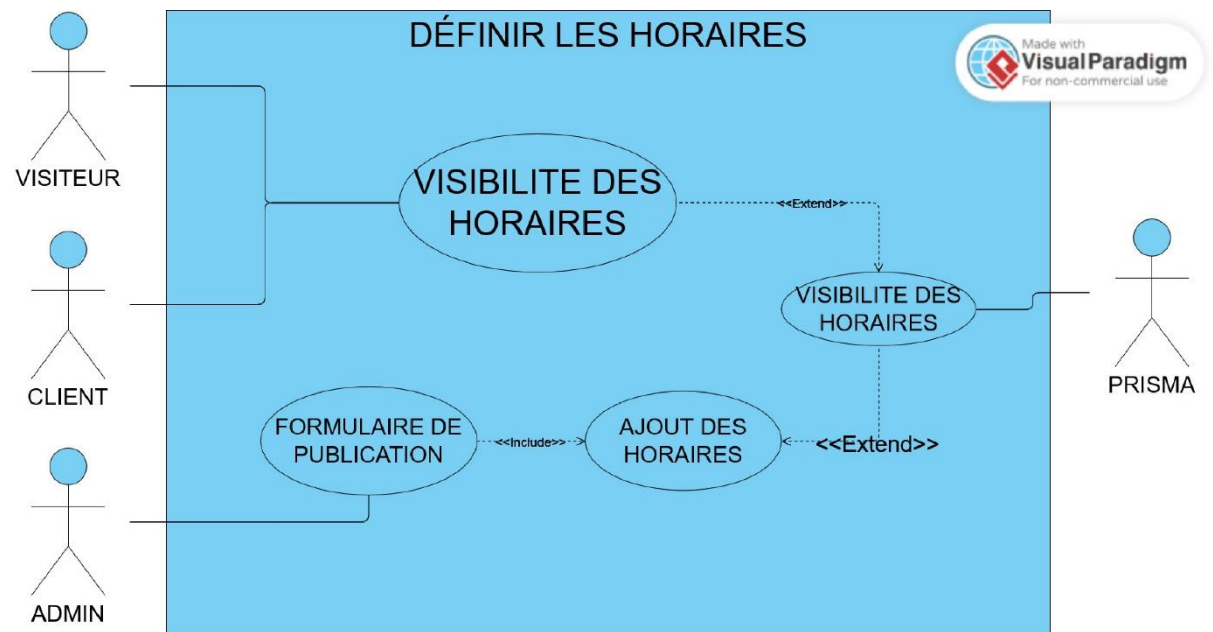 DÉFINIR LES HORAIRES
Made with
Visual Paradigm
For non-commercial use
VISITEUR
VISIBILITE DES
HORAIRES
<<Extend>>
CLIENT
VISIBILITE DES
HORAIRES
PRISMA
FORMULAIRE DE
PUBLICATION
<<Include>>
AJOUT DES
HORAIRES
<<Extend>>
ADMIN